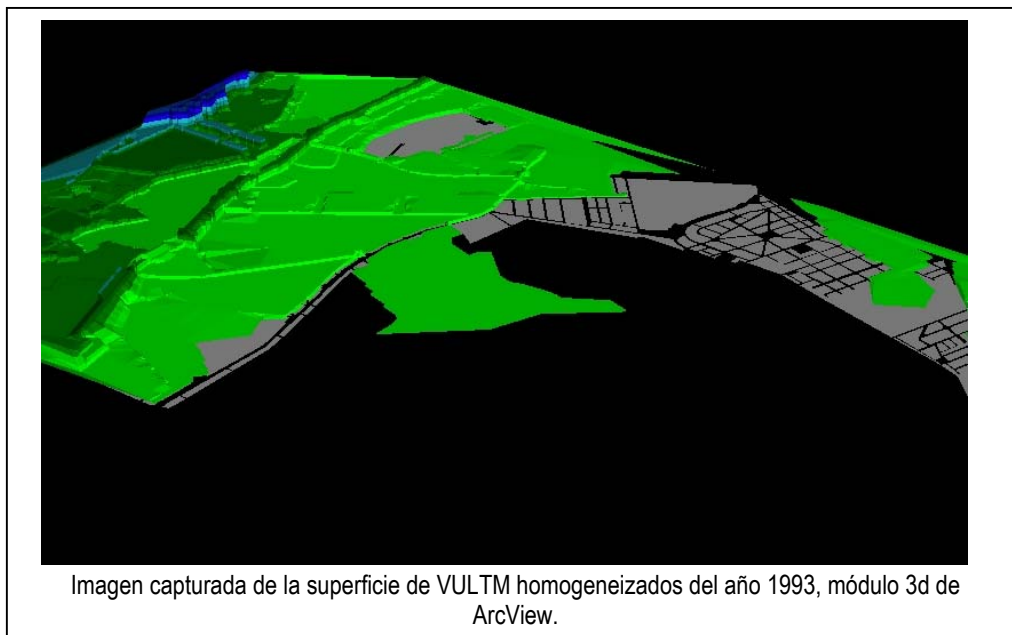 Imagen capturada de la superficie de VULTM homogeneizados del año 1993, módulo 3d de
ArcView.